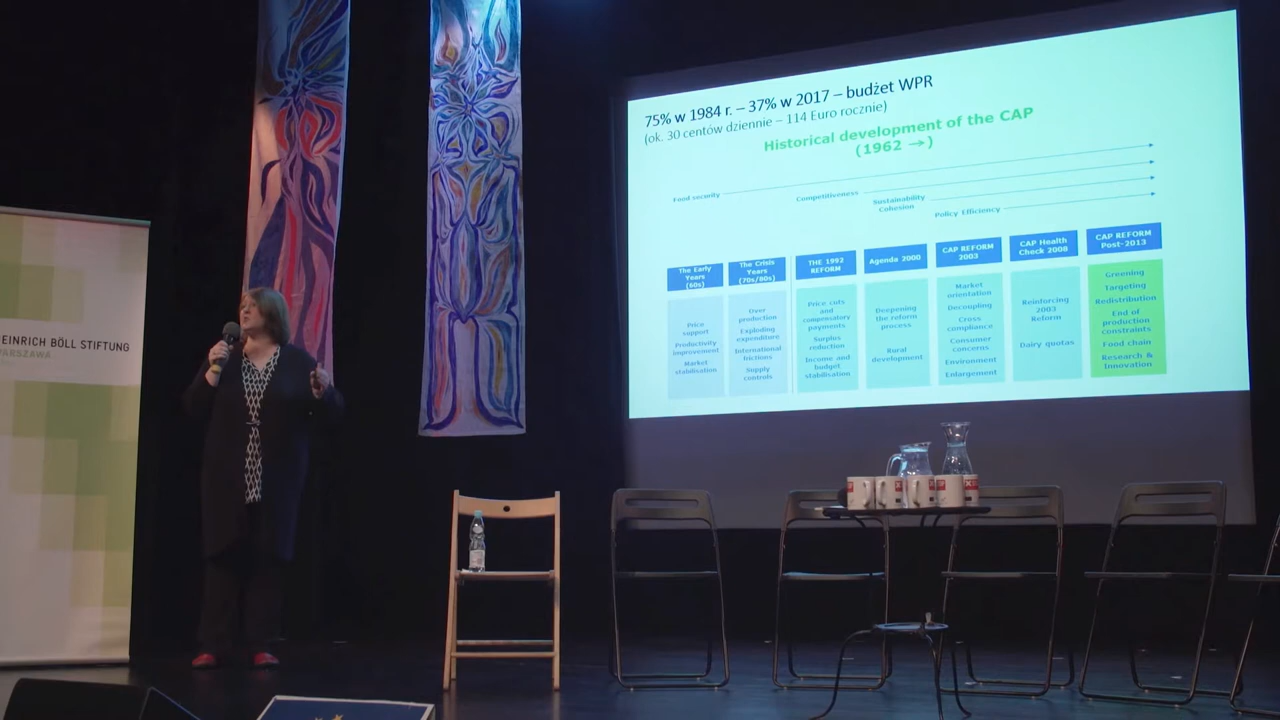 EINRICH BÖLL STIFTUNG
ARSZAWA
75% w 1984 r. – 37% w 2017 – budżet WPR
(ok. 30 centów dziennie – 114 Euro rocznie)
Historical development of the CAP
(1962 →)
Food security
Competitiveness
Sustainability
Cohesion
Policy Efficiency
The Early
Years
(60s)
Price
support
Productivity
improvement
Market
stabilisation
The Crisis
Years
(70s/80s)
Over
production
Exploding
expenditure
International
frictions
Supply
controls
THE 1992
REFORM
Price cuts
and
compensatory
payments
Surplus
reduction
Income and
budget
stabilisation
Agenda 2000
Deepening
the reform
process
Rural
development
CAP REFORM
2003
Market
orientation
Decoupling
Cross
compliance
Consumer
concerns
Environment
Enlargement
CAP Health
Check 2008
Reinforcing
2003
Reform
Dairy quotas
CAP REFORM
Post-2013
Greening
Targeting
Redistribution
End of
production
constraints
Food chain
Research &
Innovation